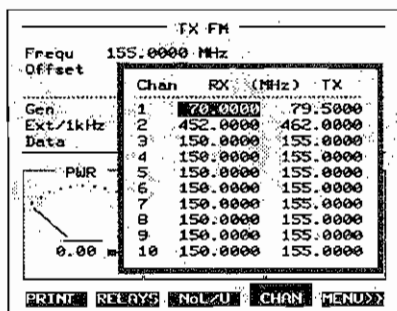 TX FM
Frequ 155.0000 MHz
Offset
Chan RX (MHz) TX
Gen
Ext/1kHz
Data
1 70.0000 79.5000
2 452.0000 462.0000
3 150.0000 155.0000
4 150.0000 155.0000
5 150.0000 155.0000
6 150.0000 155.0000
7 150.0000 155.0000
8 150.0000 155.0000
9 150.0000 155.0000
10 150.0000 155.0000
PWR
0.00
PRINT RELAYS NoL/U CHAN MENU>>